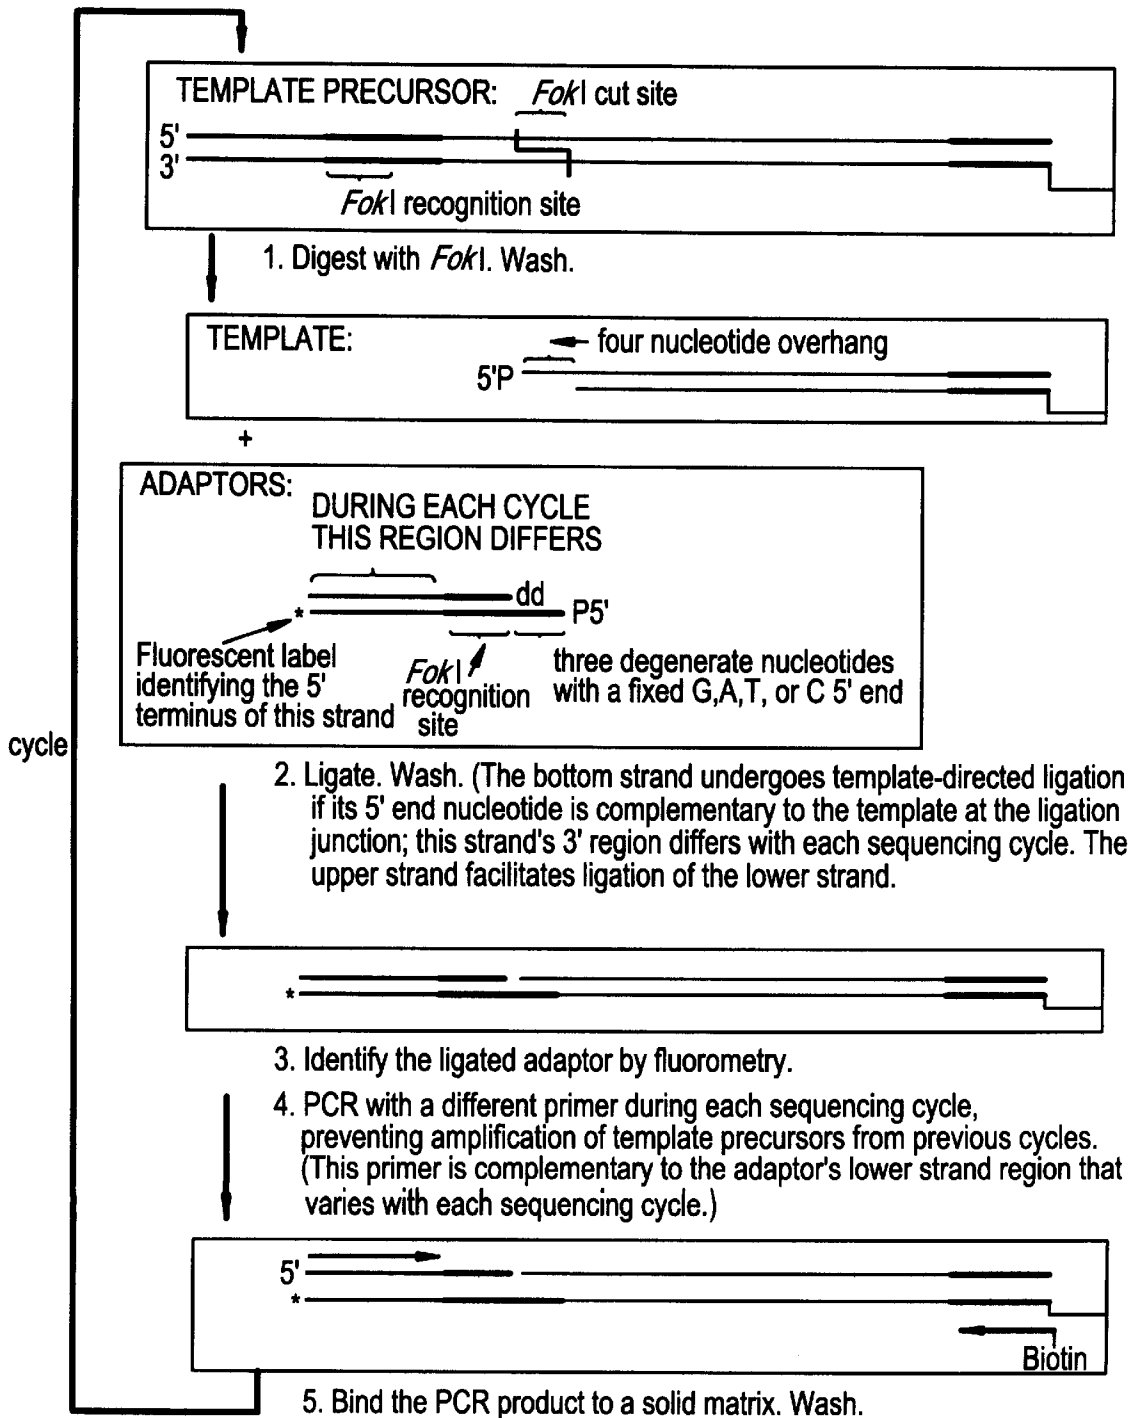 TEMPLATE PRECURSOR: FokI cut site
5'
3'
FokI recognition site
1. Digest with FokI. Wash.
TEMPLATE:
four nucleotide overhang
5'P
+
ADAPTORS:
DURING EACH CYCLE
THIS REGION DIFFERS
dd
* P5'
Fluorescent label
identifying the 5'
terminus of this strand
FokI
recognition
site
three degenerate nucleotides
with a fixed G,A,T, or C 5' end
cycle
2. Ligate. Wash. (The bottom strand undergoes template-directed ligation
if its 5' end nucleotide is complementary to the template at the ligation
junction; this strand's 3' region differs with each sequencing cycle. The
upper strand facilitates ligation of the lower strand.
*
3. Identify the ligated adaptor by fluorometry.
4. PCR with a different primer during each sequencing cycle,
preventing amplification of template precursors from previous cycles.
(This primer is complementary to the adaptor's lower strand region that
varies with each sequencing cycle.)
5'
*
Biotin
5. Bind the PCR product to a solid matrix. Wash.